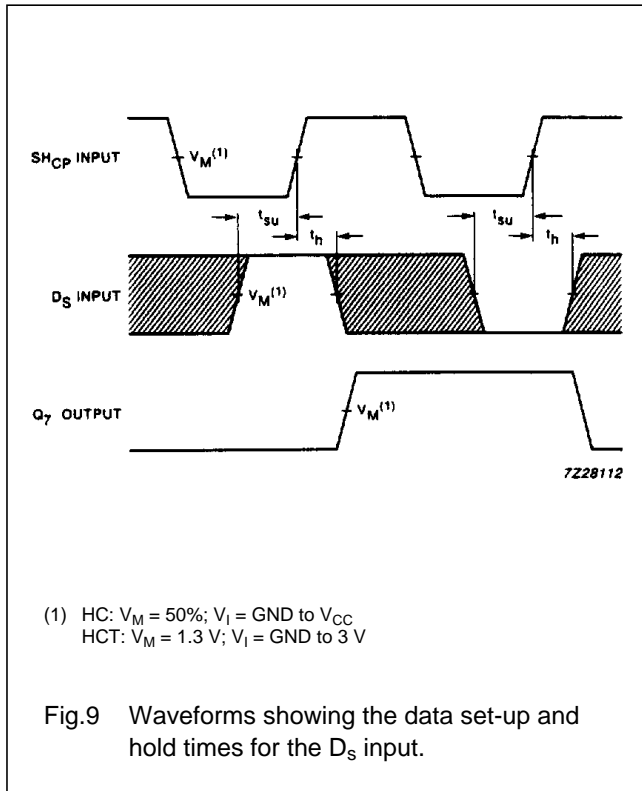 SH_CP INPUT
V_M(1)
t_su
t_su
t_h
t_h
D_S INPUT
V_M(1)
Q_7 OUTPUT
V_M(1)
7Z28112
(1) HC: V_M = 50%; V_I = GND to V_CC
HCT: V_M = 1.3 V; V_I = GND to 3 V
Fig.9 Waveforms showing the data set-up and
hold times for the D_s input.